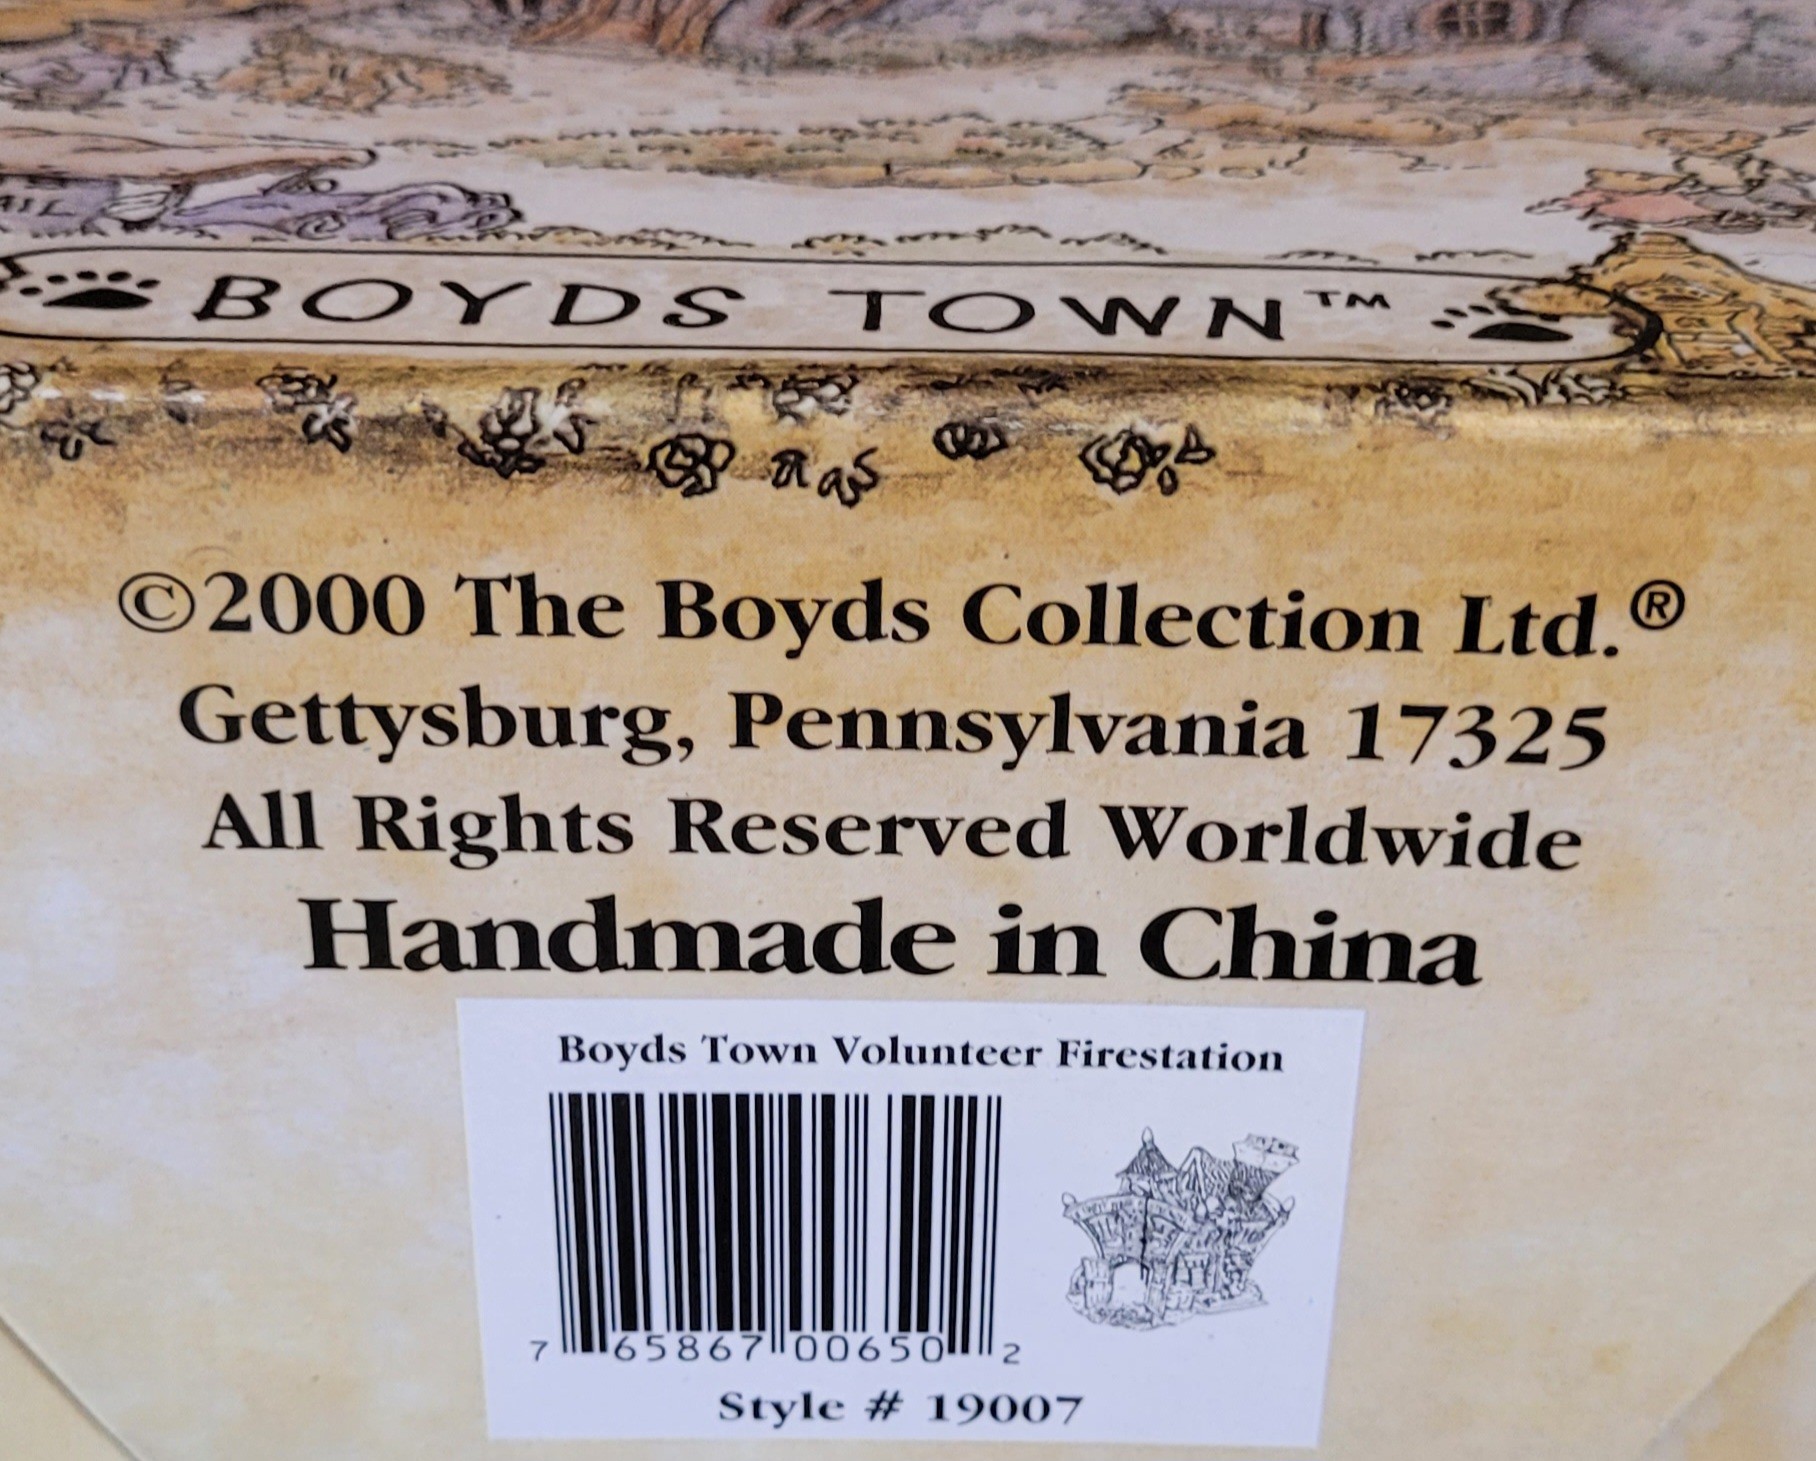 BOYDS TOWN™
©2000 The Boyds Collection Ltd.®
Gettysburg, Pennsylvania 17325
All Rights Reserved Worldwide
Handmade in China
Boyds Town Volunteer Firestation
7 65867 00650 2
Style # 19007